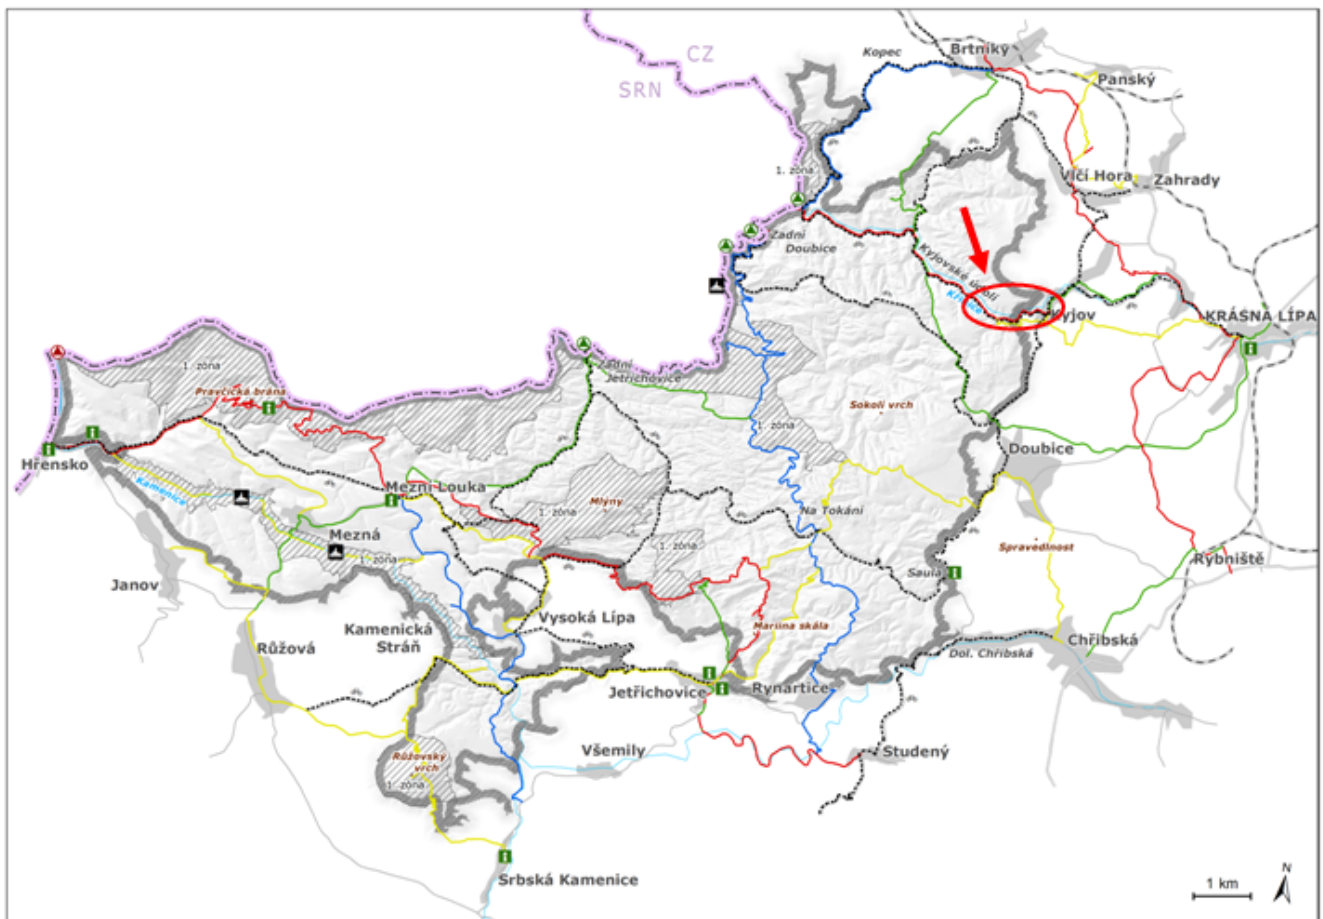 CZ
SRN
Kopec
Brtníky
Panský
1. zóna
Vlčí Hora
Zahrady
Zadní
Doubice
Kyjovské údolí
Křinice
Kyjov
KRÁSNÁ LÍPA
1. zóna
Pravčická brána
Zadní
Jetřichovice
Sokolí vrch
1. zóna
Doubice
Hřensko
Kamenice
Mezní Louka
Mlýny
1. zóna
Na Tokání
Mezná
1. zóna
1. zóna
Spravedlnost
Rybniště
Janov
Saula
Vysoká Lípa
Mariina skála
Kamenická
Stráň
Růžová
Chřibská
Dol. Chřibská
Jetřichovice
Rynartice
Všemily
Studený
Růžovský
vrch
1. zóna
Srbská Kamenice
1 km
N